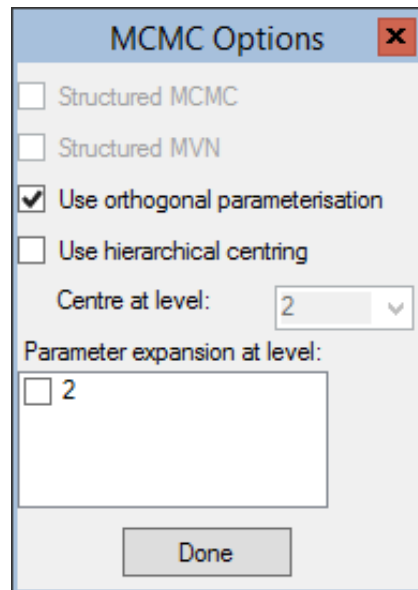 MCMC Options
Structured MCMC
Structured MVN
Use orthogonal parameterisation
Use hierarchical centring
Centre at level: 2
Parameter expansion at level:
2
Done